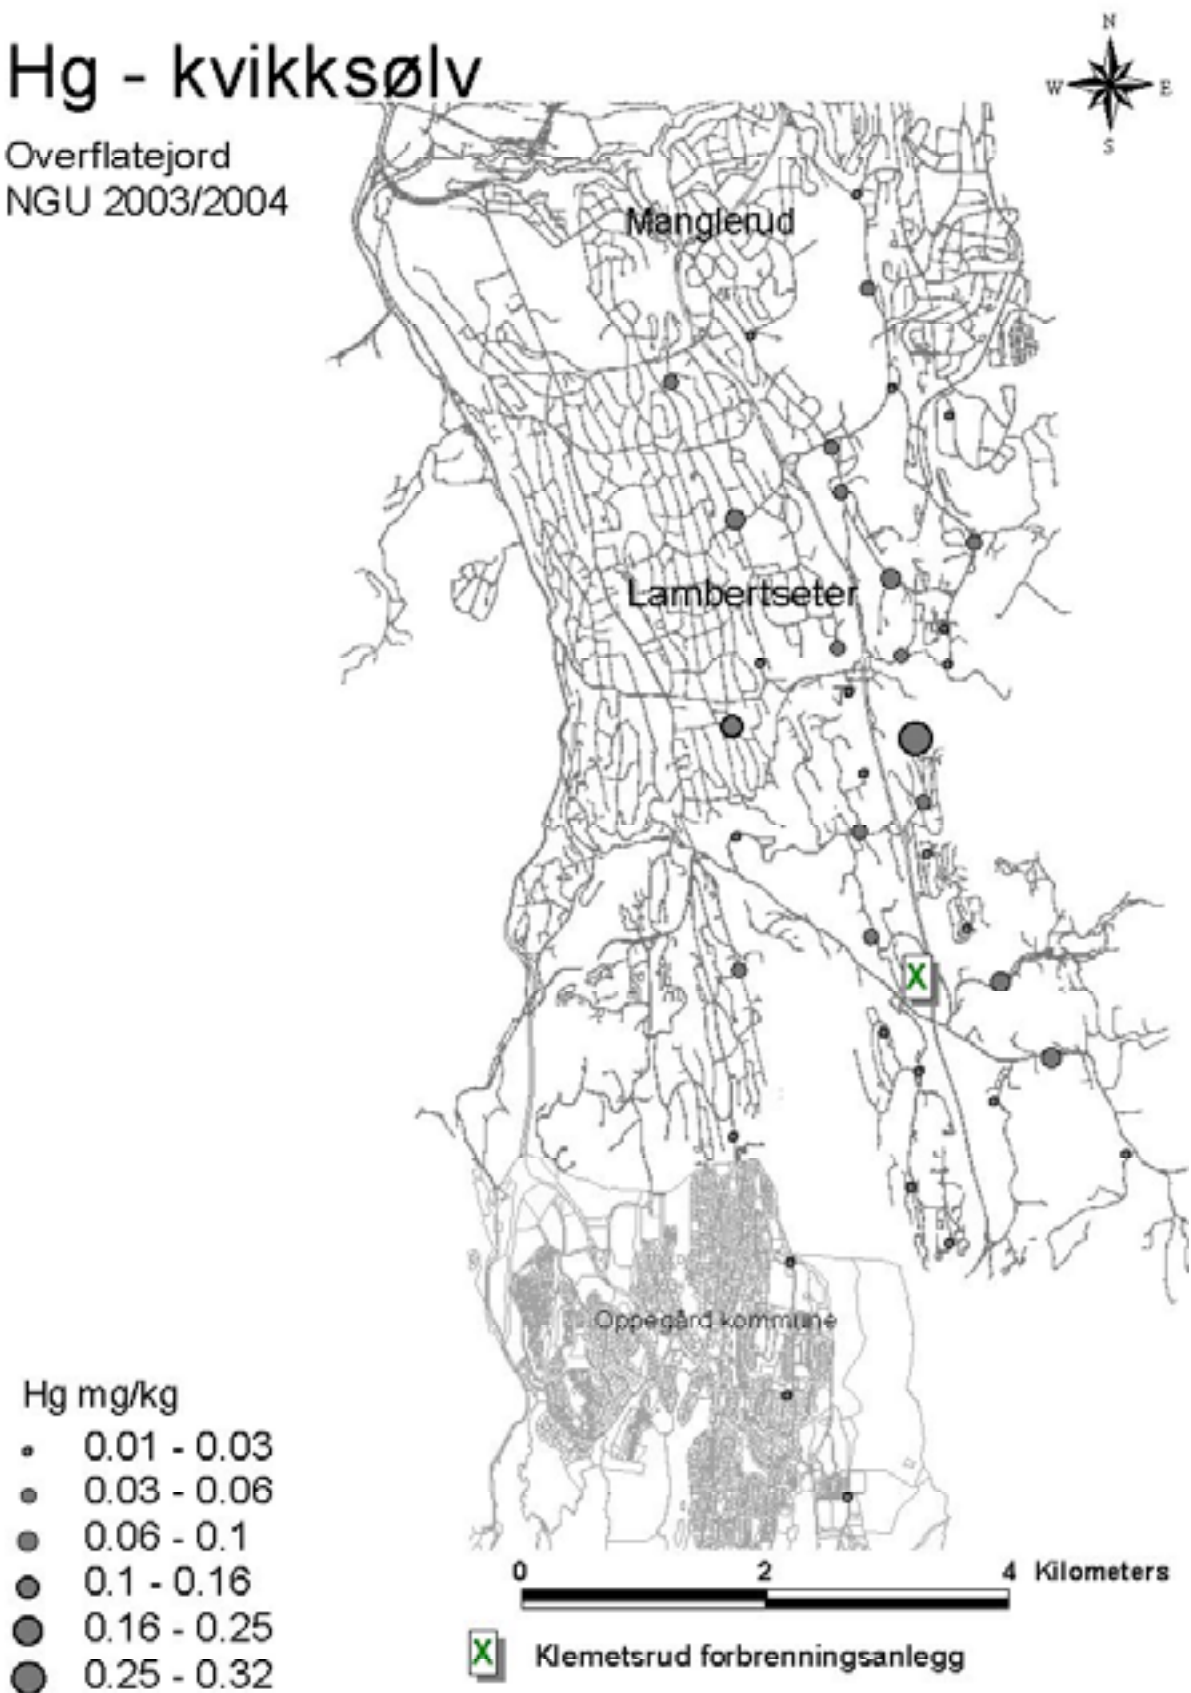 Hg - kvikksølv
Overflatejord
NGU 2003/2004
N
W E
S
Manglerud
Lambertseter
Oppegård kommune
Hg mg/kg
0.01 - 0.03
0.03 - 0.06
0.06 - 0.1
0.1 - 0.16
0.16 - 0.25
0.25 - 0.32
0 2 4 Kilometers
X
X Klemetsrud forbrenningsanlegg